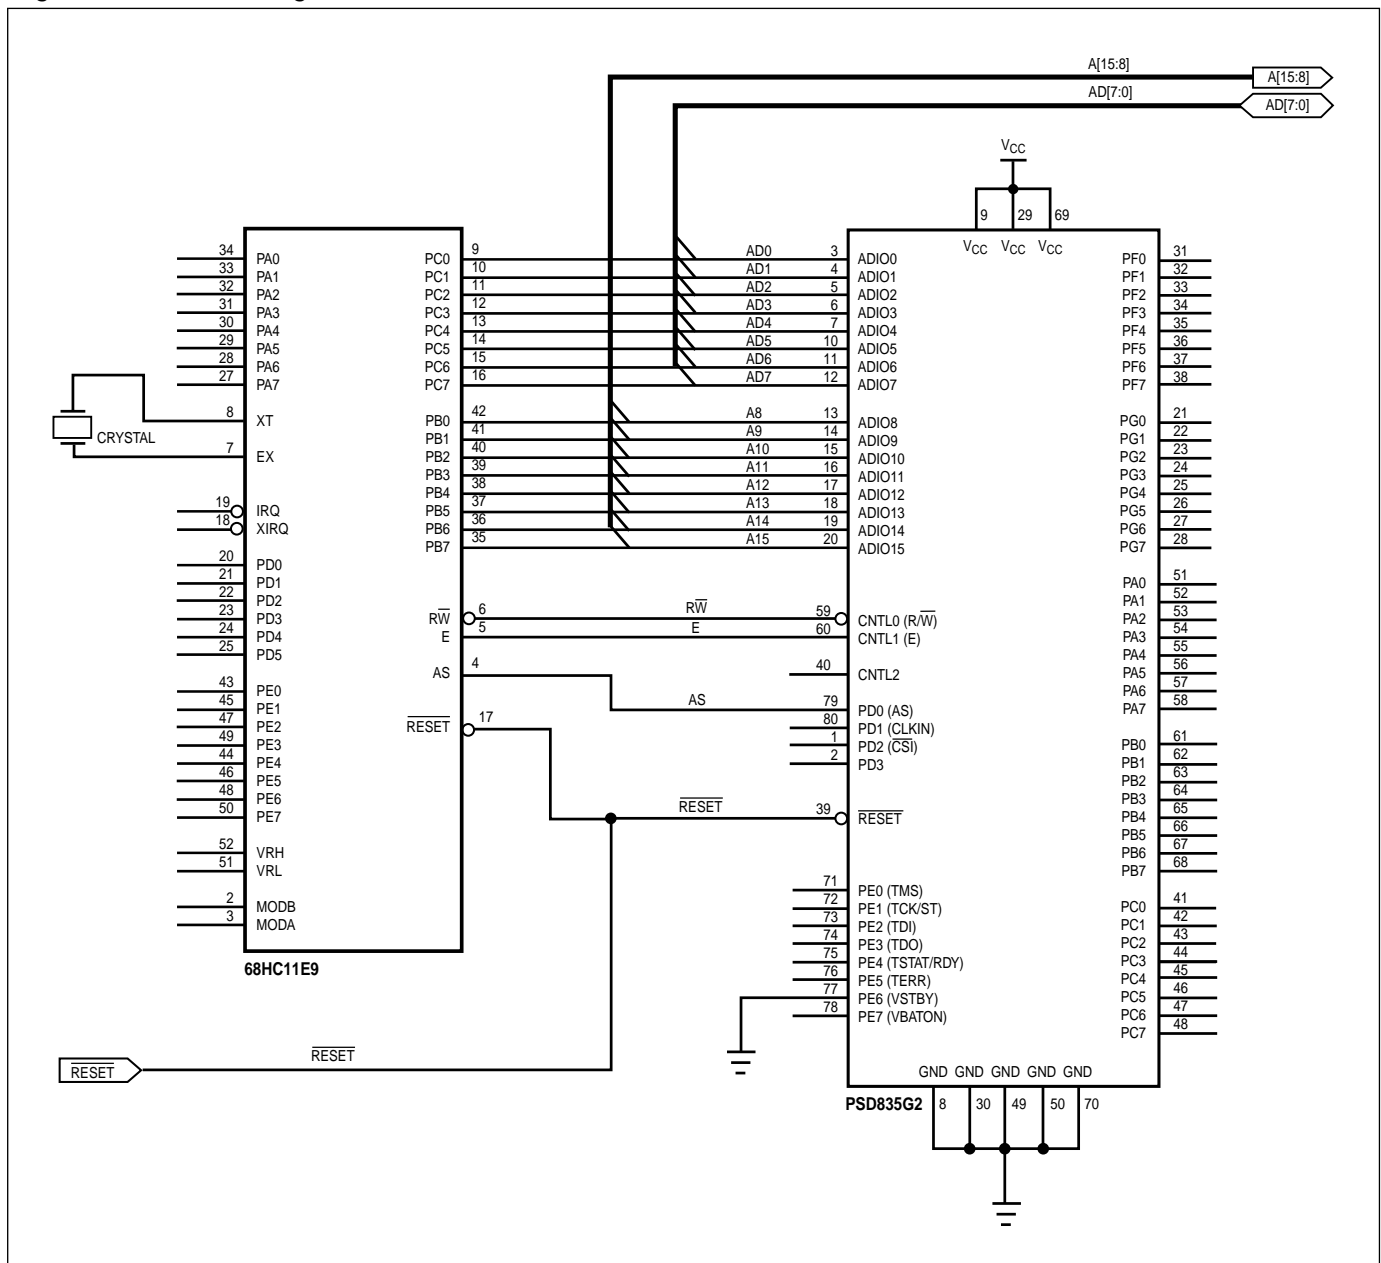 A[15:8]
A[15:8]
AD[7:0]
AD[7:0]
VCC
9 29 69
VCC VCC VCC
34 PA0
33 PA1
32 PA2
31 PA3
30 PA4
29 PA5
28 PA6
27 PA7
8 XT
CRYSTAL
7 EX
19 IRQ
18 XIRQ
20 PD0
21 PD1
22 PD2
23 PD3
24 PD4
25 PD5
43 PE0
45 PE1
47 PE2
49 PE3
44 PE4
46 PE5
48 PE6
50 PE7
52 VRH
51 VRL
2 MODB
3 MODA
PC0 9
PC1 10
PC2 11
PC3 12
PC4 13
PC5 14
PC6 15
PC7 16
PB0 42
PB1 41
PB2 40
PB3 39
PB4 38
PB5 37
PB6 36
PB7 35
RW̅ 6
E 5
AS 4
R̅E̅S̅E̅T̅ 17
68HC11E9
AD0
AD1
AD2
AD3
AD4
AD5
AD6
AD7
A8
A9
A10
A11
A12
A13
A14
A15
RW̅
E
AS
R̅E̅S̅E̅T̅
3 ADIO0
4 ADIO1
5 ADIO2
6 ADIO3
7 ADIO4
10 ADIO5
11 ADIO6
12 ADIO7
13 ADIO8
14 ADIO9
15 ADIO10
16 ADIO11
17 ADIO12
18 ADIO13
19 ADIO14
20 ADIO15
59 CNTL0 (R/W̅)
60 CNTL1 (E)
40 CNTL2
79 PD0 (AS)
80 PD1 (CLKIN)
1 PD2 (C̅S̅I̅)
2 PD3
39 R̅E̅S̅E̅T̅
71 PE0 (TMS)
72 PE1 (TCK/ST)
73 PE2 (TDI)
74 PE3 (TDO)
75 PE4 (TSTAT/RDY)
76 PE5 (TERR)
77 PE6 (VSTBY)
78 PE7 (VBATON)
PF0 31
PF1 32
PF2 33
PF3 34
PF4 35
PF5 36
PF6 37
PF7 38
PG0 21
PG1 22
PG2 23
PG3 24
PG4 25
PG5 26
PG6 27
PG7 28
PA0 51
PA1 52
PA2 53
PA3 54
PA4 55
PA5 56
PA6 57
PA7 58
PB0 61
PB1 62
PB2 63
PB3 64
PB4 65
PB5 66
PB6 67
PB7 68
PC0 41
PC1 42
PC2 43
PC3 44
PC4 45
PC5 46
PC6 47
PC7 48
R̅E̅S̅E̅T̅
R̅E̅S̅E̅T̅
GND GND GND GND GND
PSD835G2
8 30 49 50 70